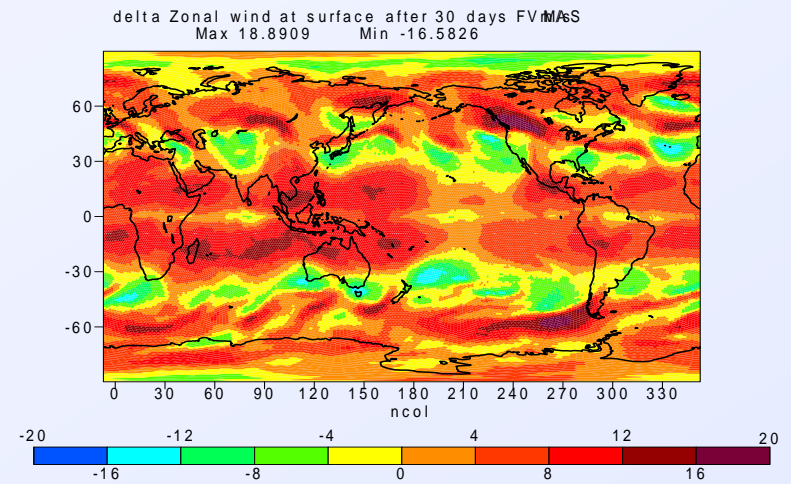 delta Zonal wind at surface after 30 days FV MAS
Max 18.8909 Min -16.5826
60
30
0
-30
-60
0 30 60 90 120 150 180 210 240 270 300 330
ncol
-20 -12 -4 4 12 20
-16 -8 0 8 16